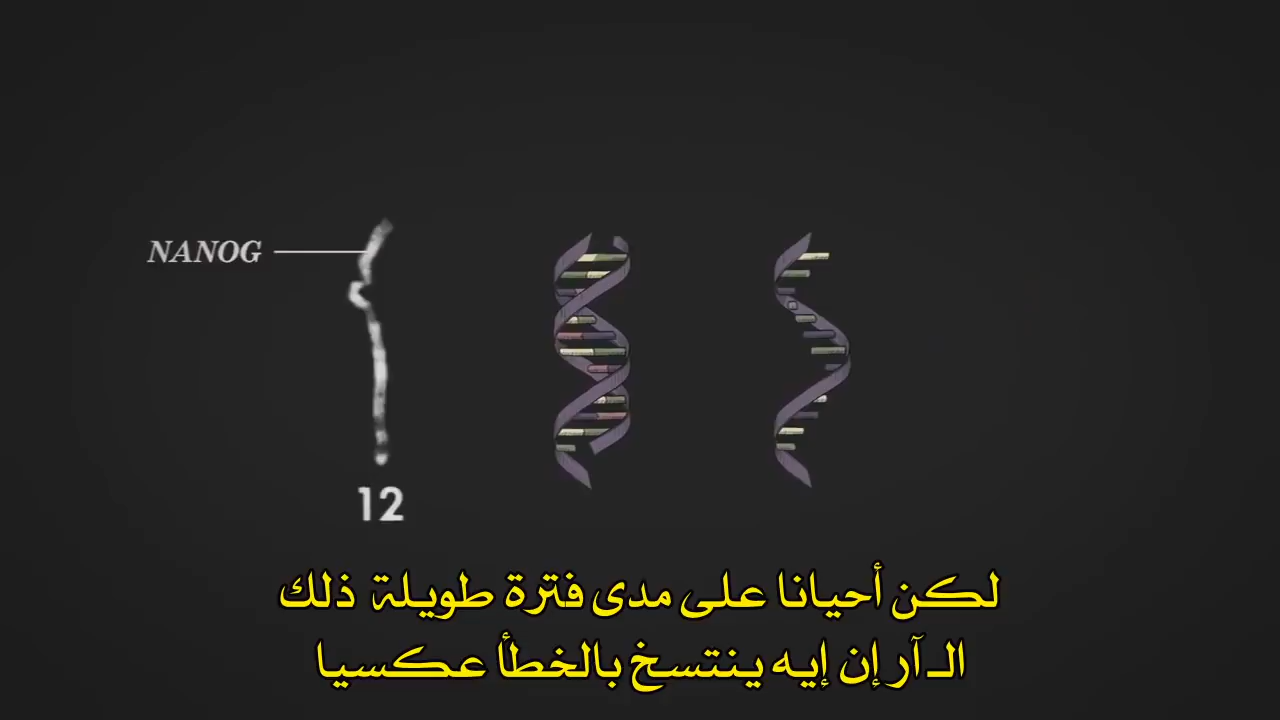 NANOG
12
لكن أحيانا على مدى فترة طويلة ذلك
الـ آر إن إيه ينتسخ بالخطأ عكسيا